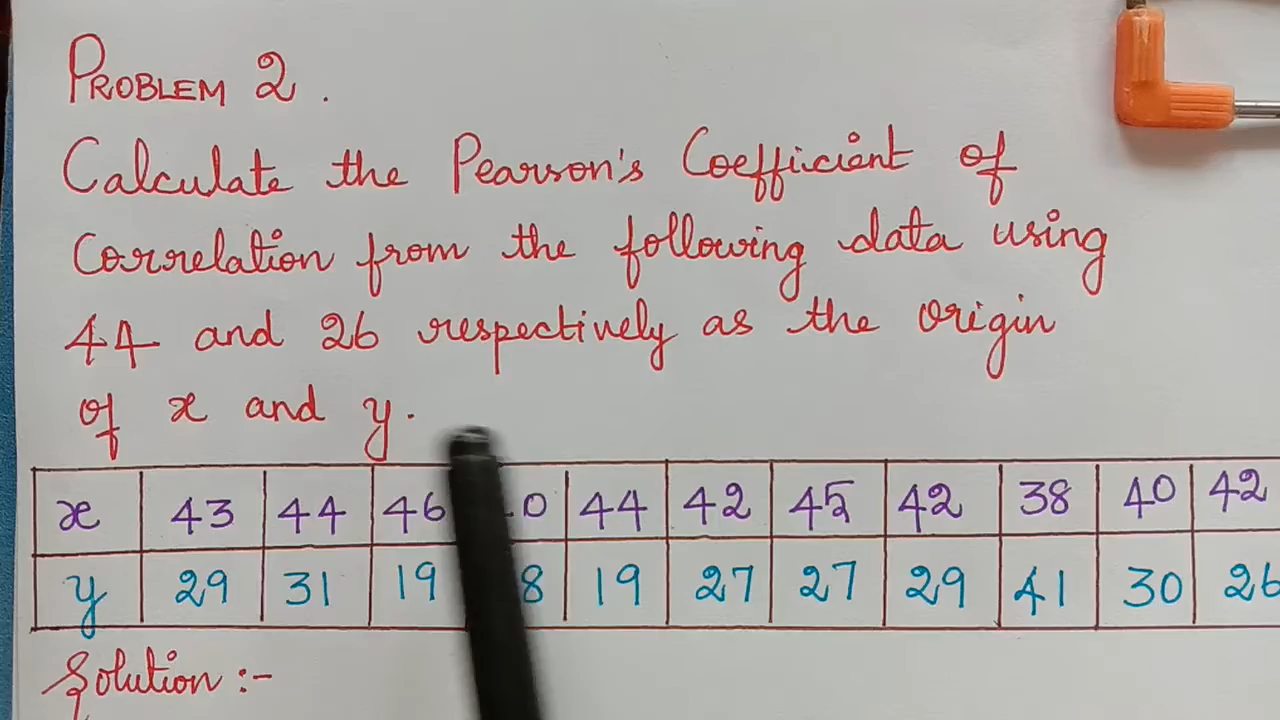 PROBLEM 2.
Calculate the Pearson's Coefficient of
Correlation from the following data using
44 and 26 respectively as the origin
of x and y.
x 43 44 46 44 42 45 42 38 40 42
y 29 31 19 19 27 27 29 41 30 26
Solution :-